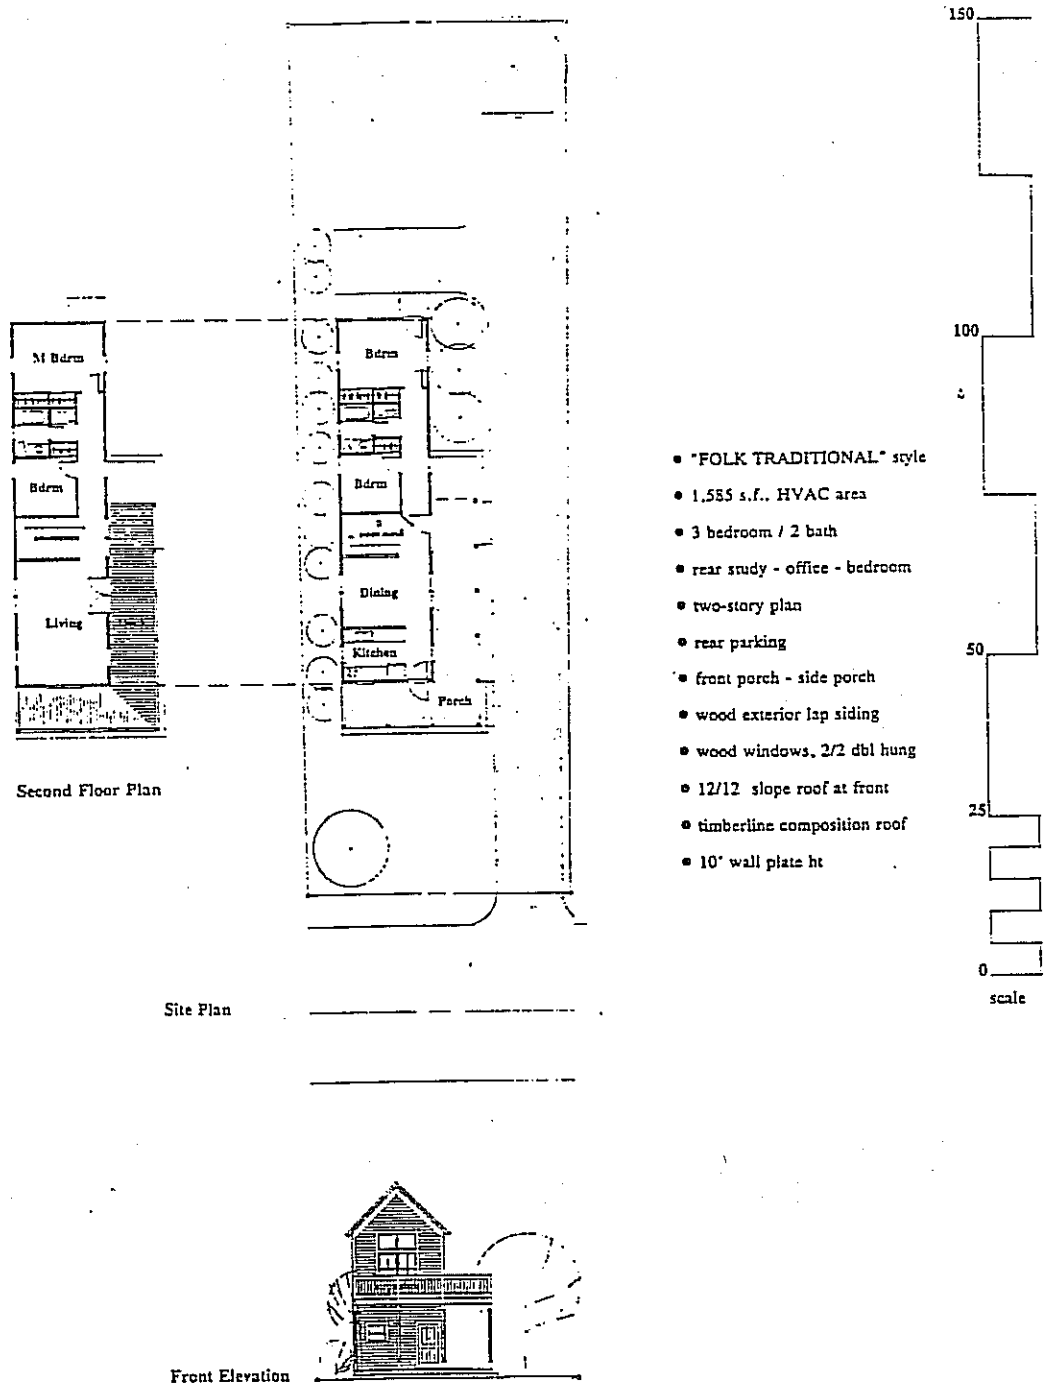 150
M Bdrm
Bdrm
100
Bdrm
Bdrm
Dining
Living
Kitchen
Porch
Second Floor Plan
• "FOLK TRADITIONAL" style
• 1,585 s.f., HVAC area
• 3 bedroom / 2 bath
• rear study - office - bedroom
• two-story plan
• rear parking
• front porch - side porch
• wood exterior lap siding
• wood windows, 2/2 dbl hung
• 12/12 slope roof at front
• timberline composition roof
• 10' wall plate ht
50
25
0
scale
Site Plan
Front Elevation